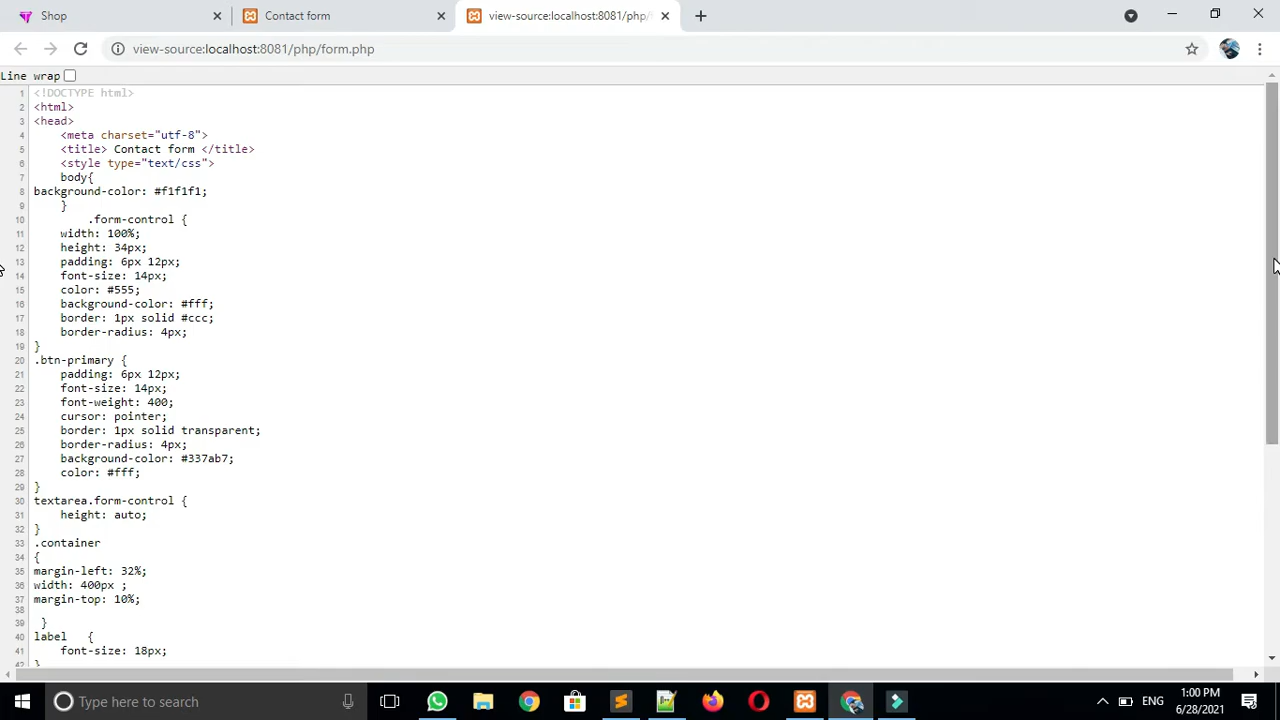 Shop
Contact form
view-source:localhost:8081/php/
view-source:localhost:8081/php/form.php
Line wrap
1 <!DOCTYPE html>
2 <html>
3 <head>
4 <meta charset="utf-8">
5 <title> Contact form </title>
6 <style type="text/css">
7 body{
8 background-color: #f1f1f1;
9 }
10 .form-control {
11 width: 100%;
12 height: 34px;
13 padding: 6px 12px;
14 font-size: 14px;
15 color: #555;
16 background-color: #fff;
17 border: 1px solid #ccc;
18 border-radius: 4px;
19 }
20 .btn-primary {
21 padding: 6px 12px;
22 font-size: 14px;
23 font-weight: 400;
24 cursor: pointer;
25 border: 1px solid transparent;
26 border-radius: 4px;
27 background-color: #337ab7;
28 color: #fff;
29 }
30 textarea.form-control {
31 height: auto;
32 }
33 .container
34 {
35 margin-left: 32%;
36 width: 400px ;
37 margin-top: 10%;
38
39 }
40 label {
41 font-size: 18px;
42 }
Type here to search
ENG
1:00 PM
6/28/2021